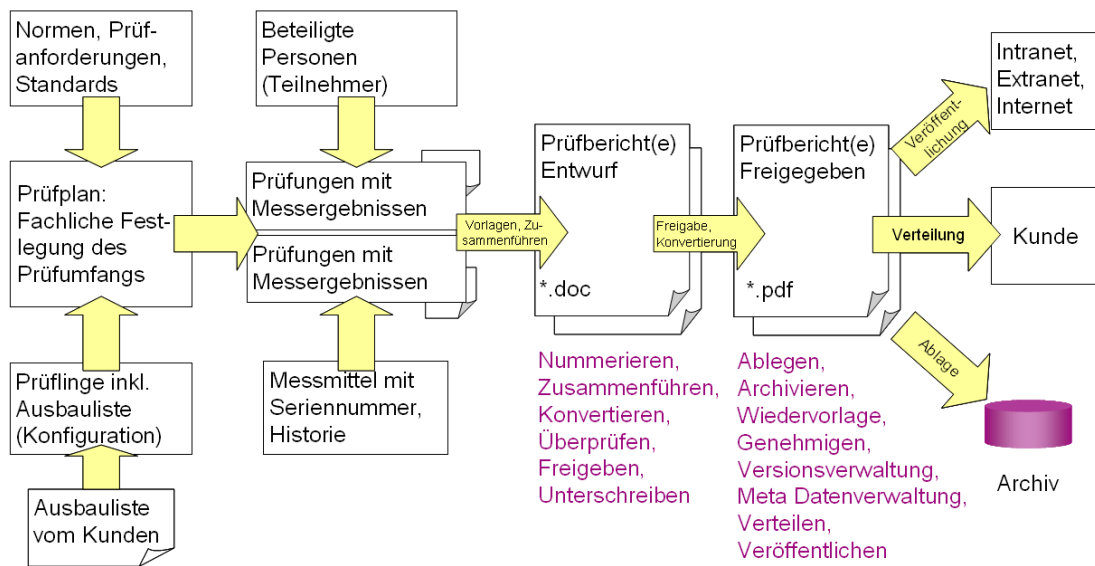 Normen, Prüf-
anforderungen,
Standards
Prüfplan:
Fachliche Fest-
legung des
Prüfumfangs
Prüflinge inkl.
Ausbauliste
(Konfiguration)
Ausbauliste
vom Kunden
Beteiligte
Personen
(Teilnehmer)
Prüfungen mit
Messergebnissen
Prüfungen mit
Messergebnissen
Messmittel mit
Seriennummer,
Historie
Vorlagen, Zu-
sammenführen
Prüfbericht(e)
Entwurf
*.doc
Nummerieren,
Zusammenführen,
Konvertieren,
Überprüfen,
Freigeben,
Unterschreiben
Freigabe,
Konvertierung
Prüfbericht(e)
Freigegeben
*.pdf
Ablegen,
Archivieren,
Wiedervorlage,
Genehmigen,
Versionsverwaltung,
Meta Datenverwaltung,
Verteilen,
Veröffentlichen
Veröffent-
lichung
Intranet,
Extranet,
Internet
Verteilung
Kunde
Ablage
Archiv